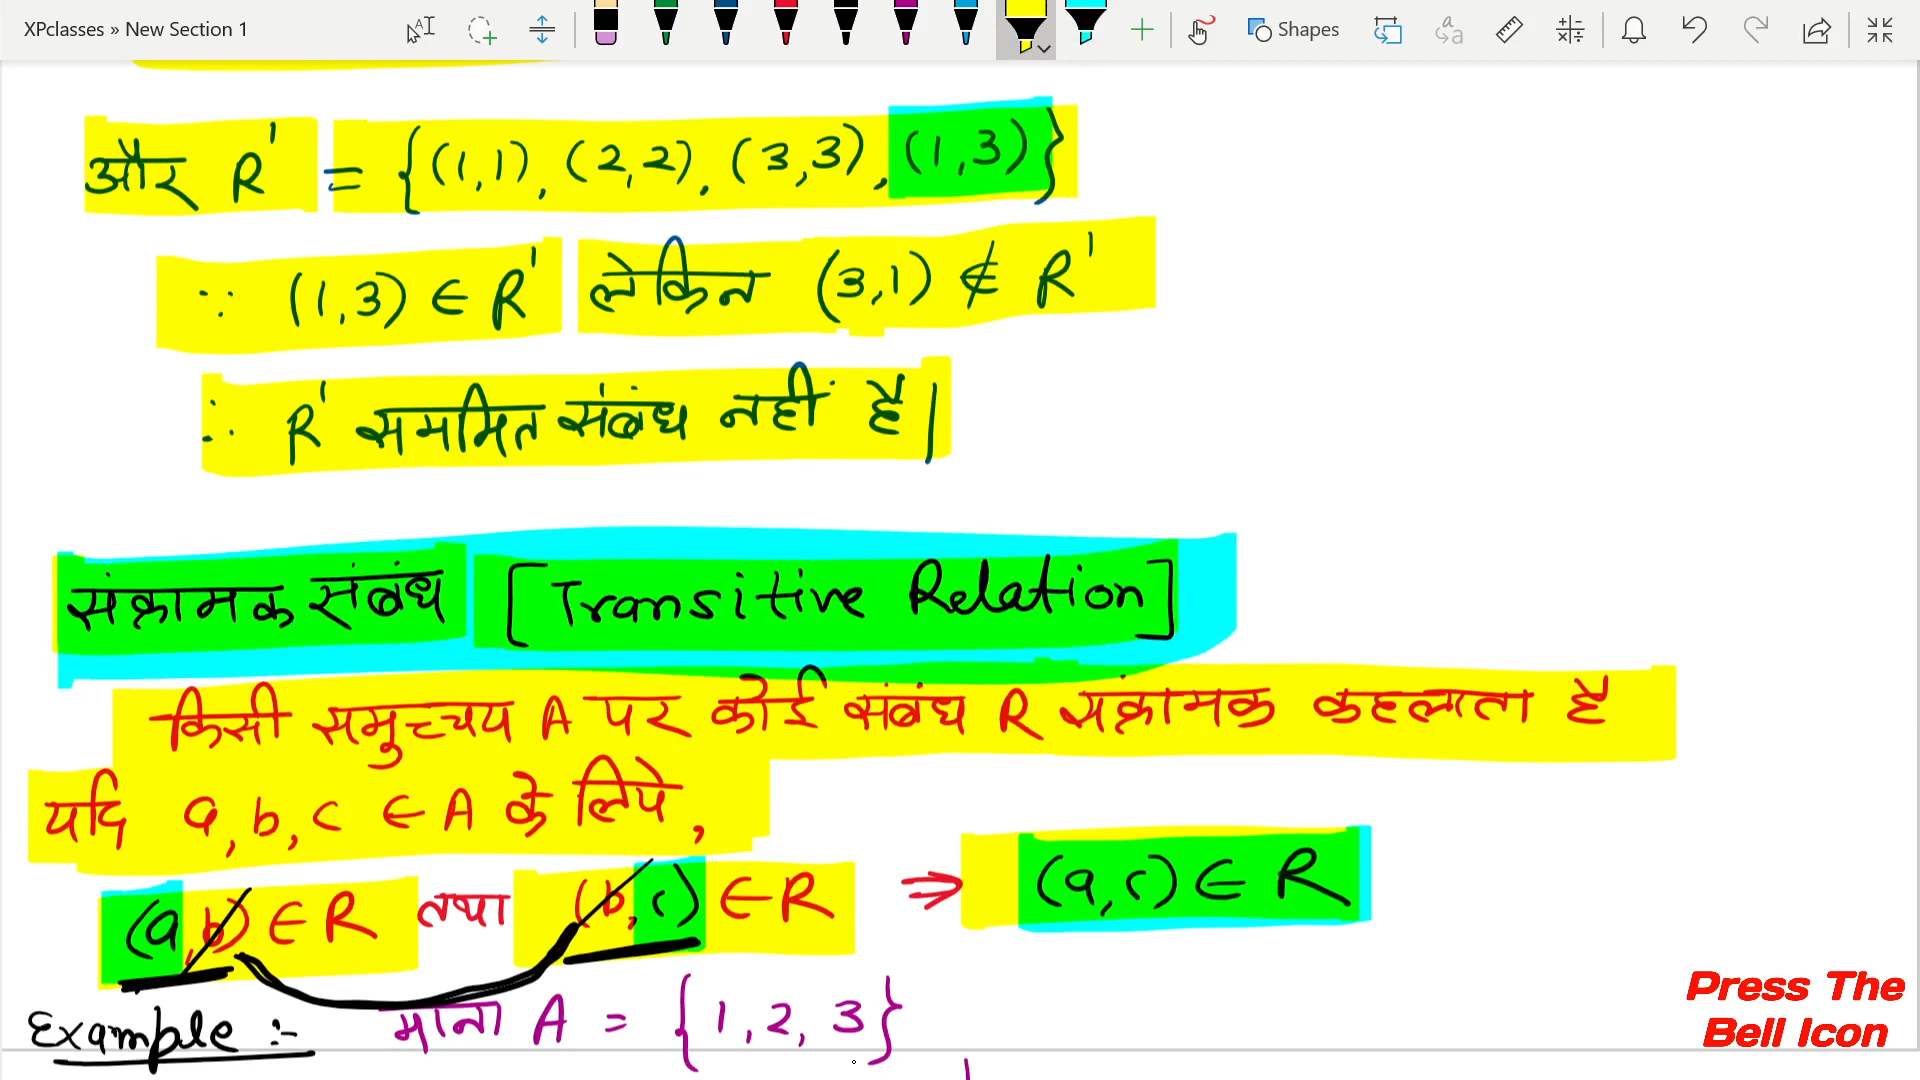 XPclasses » New Section 1
Shapes
और R' = {(1,1), (2,2), (3,3), (1,3)}
∵ (1,3) ∈ R' लेकिन (3,1) ∉ R'
∴ R' सममित संबंध नहीं है|
संक्रामक संबंध [Transitive Relation]
किसी समुच्चय A पर कोई संबंध R संक्रामक कहलाता है
यदि a, b, c ∈ A के लिये,
(a,b) ∈ R तथा (b,c) ∈ R ⇒ (a,c) ∈ R
Example :- माना A = {1, 2, 3}
Press The
Bell Icon